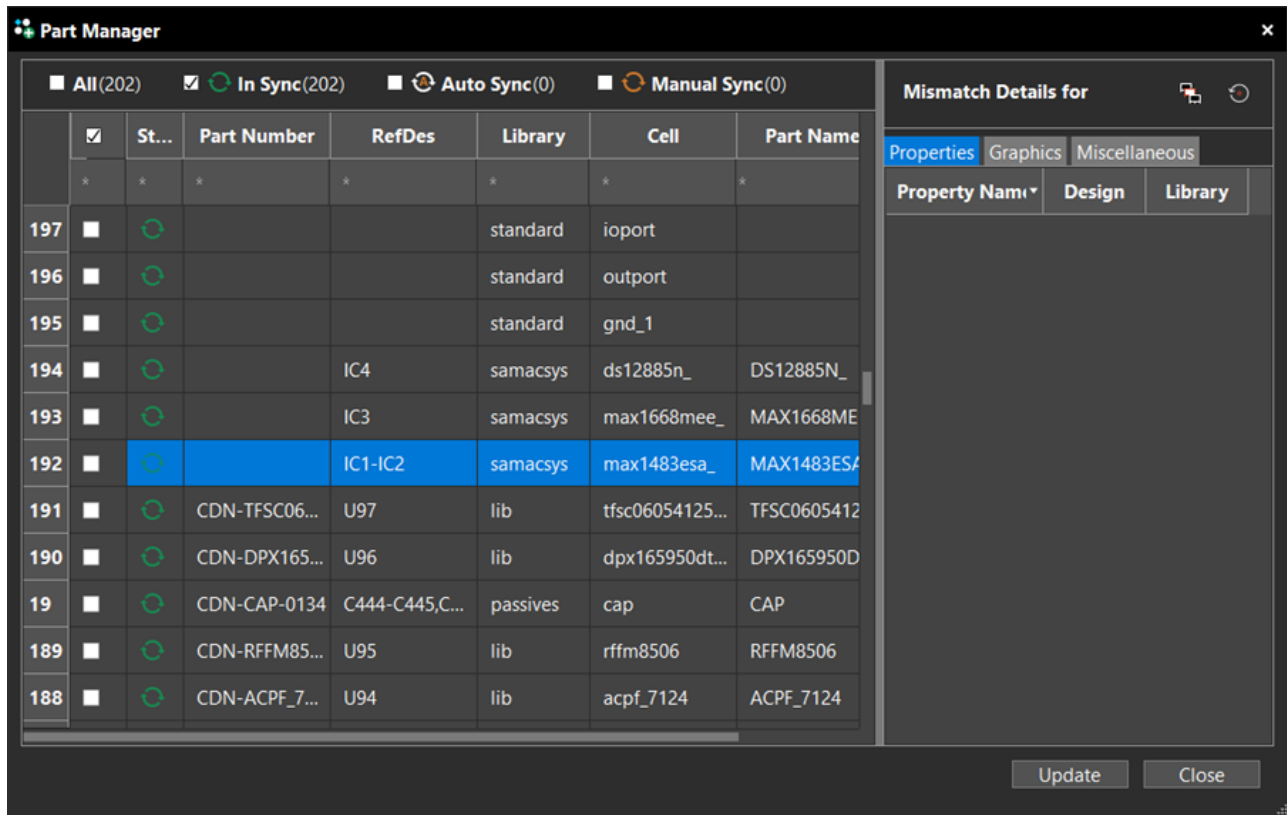 Part Manager
All(202) In Sync(202) Auto Sync(0) Manual Sync(0)
Mismatch Details for
St... Part Number RefDes Library Cell Part Name
Properties Graphics Miscellaneous
* * * * * * *
Property Name Design Library
197 standard ioport
196 standard outport
195 standard gnd_1
194 IC4 samacsys ds12885n_ DS12885N_
193 IC3 samacsys max1668mee_ MAX1668ME
192 IC1-IC2 samacsys max1483esa_ MAX1483ESA
191 CDN-TFSC06... U97 lib tfsc06054125... TFSC0605412
190 CDN-DPX165... U96 lib dpx165950dt... DPX165950D
19 CDN-CAP-0134 C444-C445,C... passives cap CAP
189 CDN-RFFM85... U95 lib rffm8506 RFFM8506
188 CDN-ACPF_7... U94 lib acpf_7124 ACPF_7124
Update Close